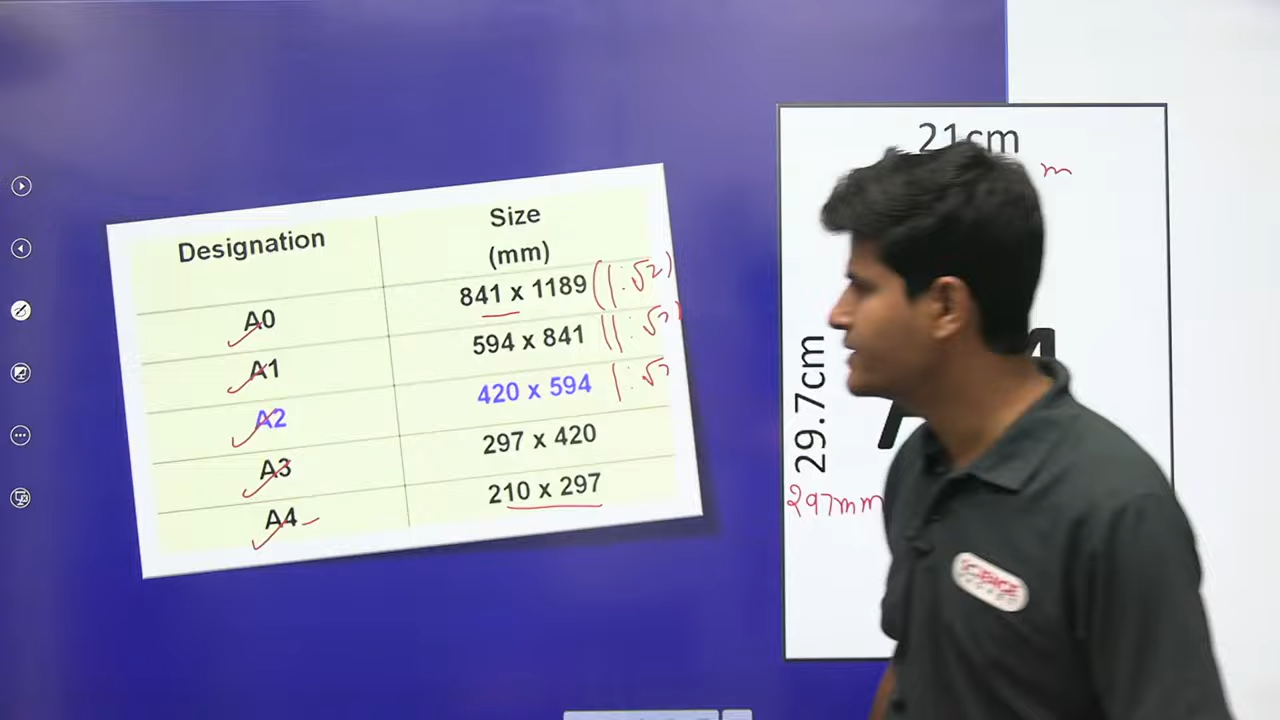 Designation Size
(mm)
A0 841 x 1189 (1:√2)
A1 594 x 841 (1:√2)
A2 420 x 594 1:√2
A3 297 x 420
A4 210 x 297
21cm
m
29.7cm
297mm
SCIENCE